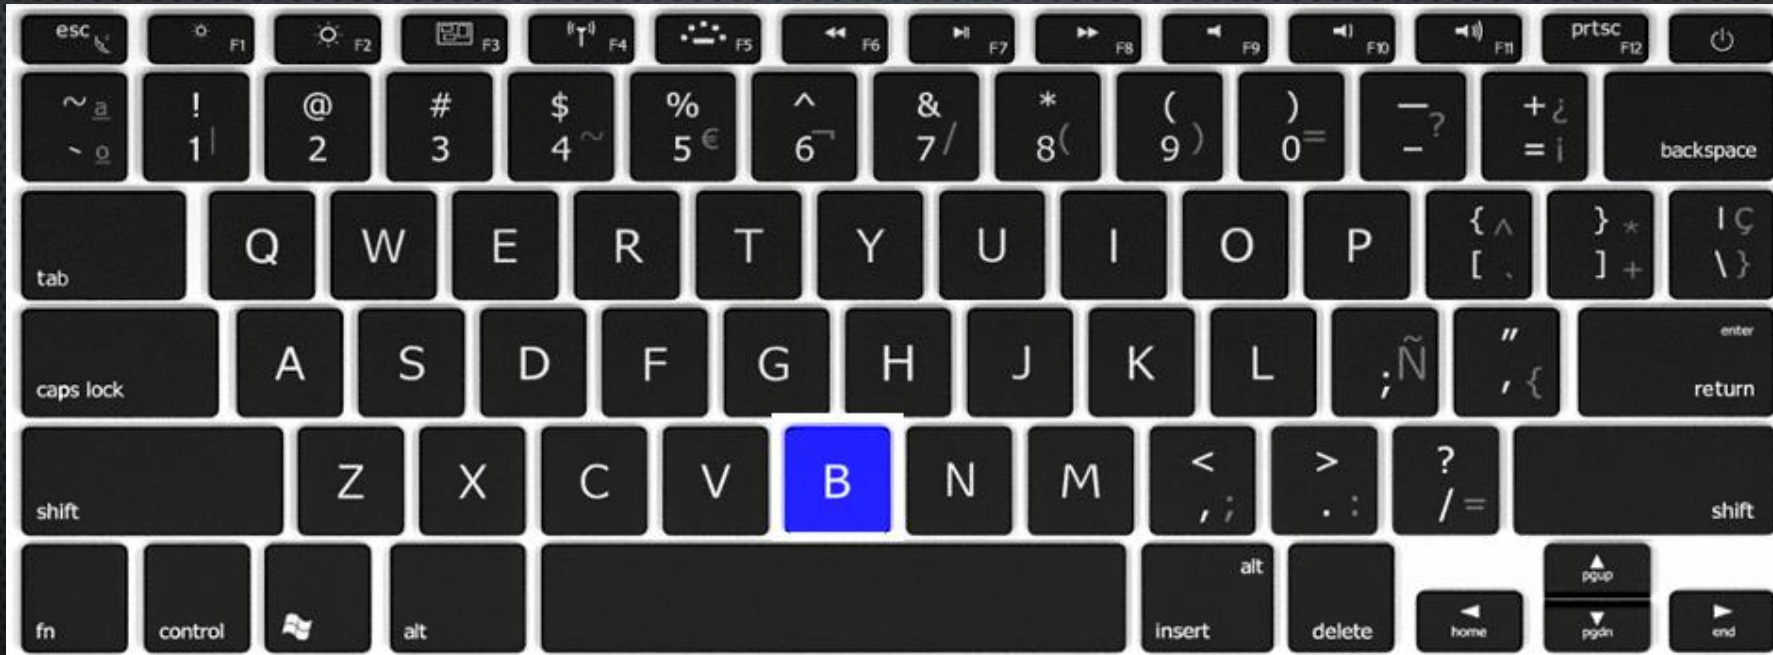 esc F1 F2 F3 F4 F5 F6 F7 F8 F9 F10 F11 prtsc F12
~ a ! @ # $ % ^ & * ( ) — + ¿
` o 1 | 2 3 4 ~ 5 € 6 ¬ 7 / 8 ( 9 ) 0 = - ? = ¡ backspace
Q W E R T Y U I O P { ^ } * | Ç
tab [ ` ] + \ }
A S D F G H J K L Ñ " enter
caps lock ; ' { return
Z X C V B N M < > ?
shift , ; . : / = shift
alt pgup
fn control alt insert delete home pgdn end